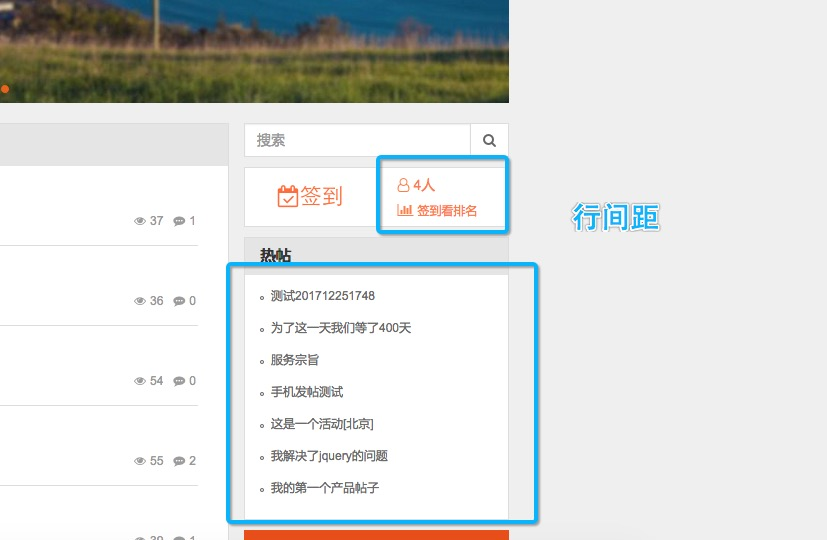 搜索
签到
4人
签到看排名
行间距
热帖
37 1
36 0
54 0
55 2
测试201712251748
为了这一天我们等了400天
服务宗旨
手机发帖测试
这是一个活动[北京]
我解决了jquery的问题
我的第一个产品帖子